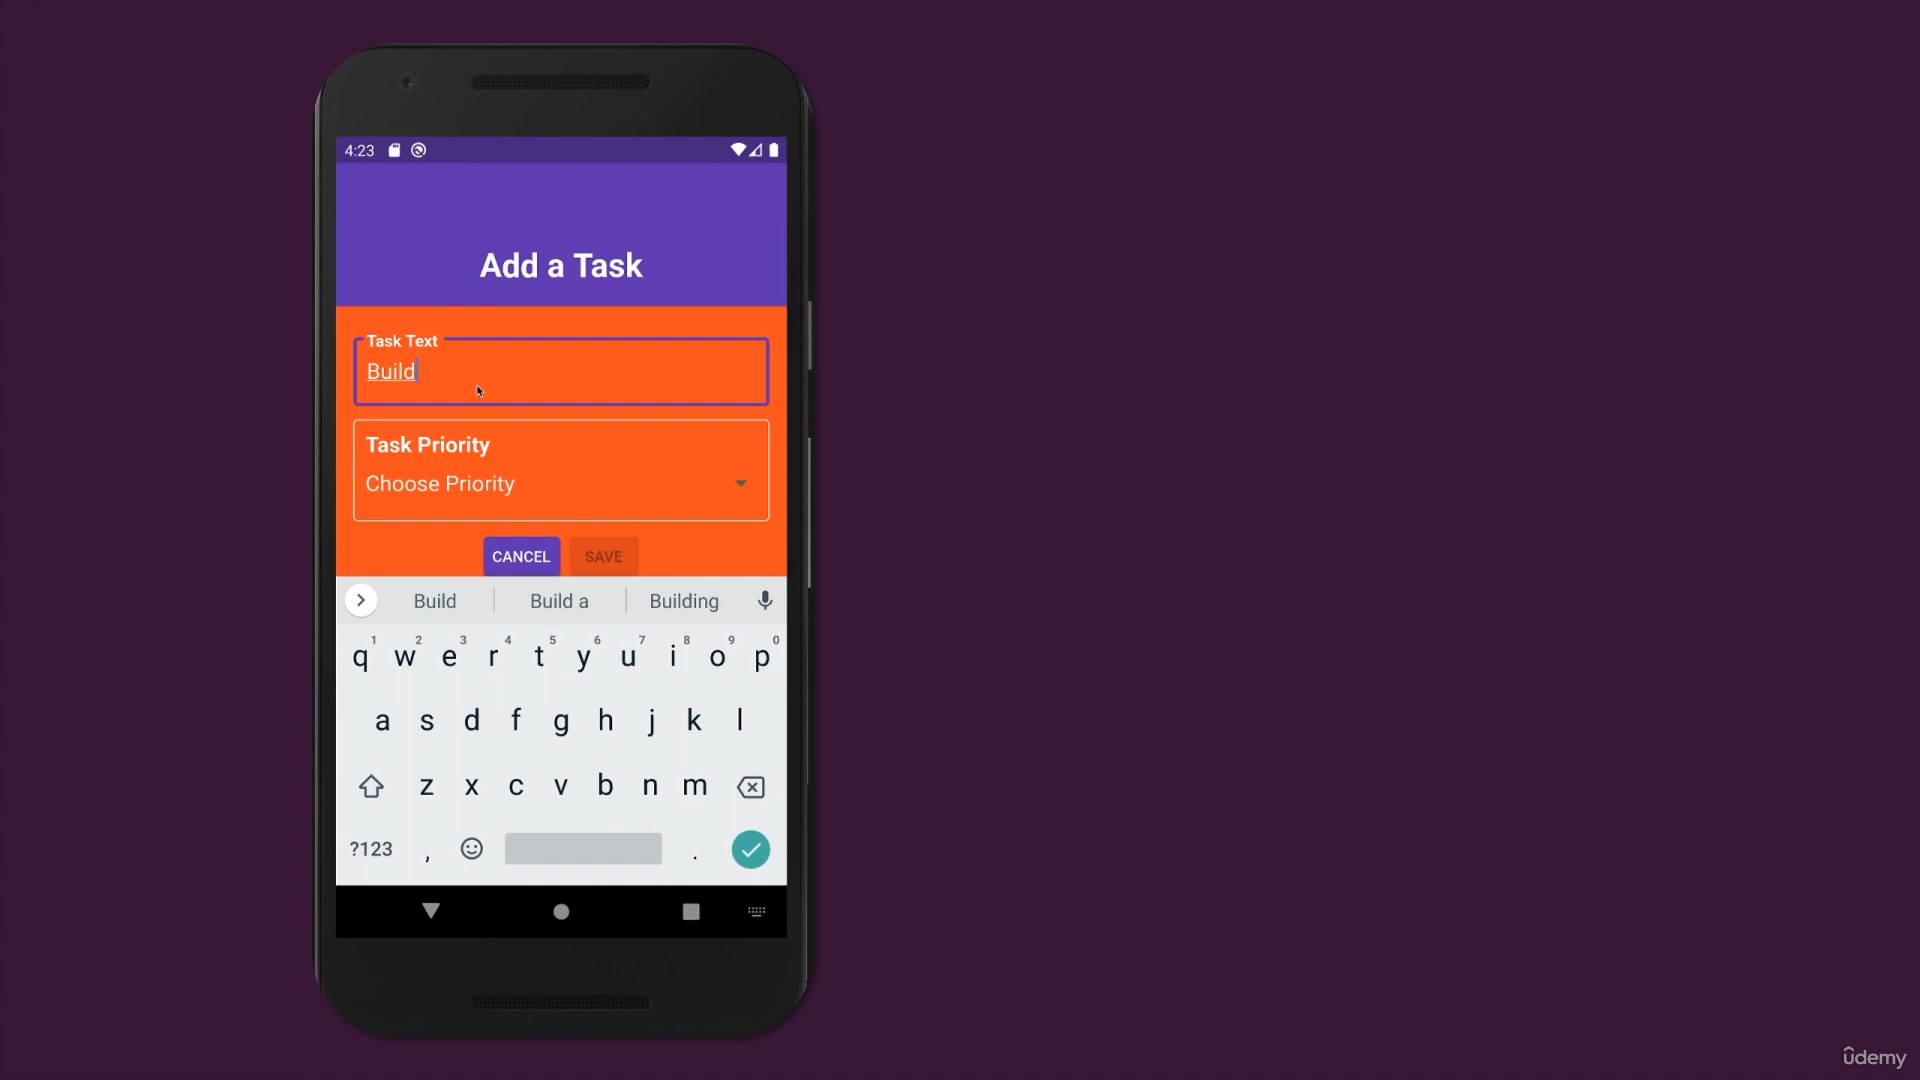 4:23
Add a Task
Task Text
Build
Task Priority
Choose Priority
CANCEL SAVE
Build Build a Building
1 2 3 4 5 6 7 8 9 0
q w e r t y u i o p
a s d f g h j k l
z x c v b n m
?123 , .
ûdemy